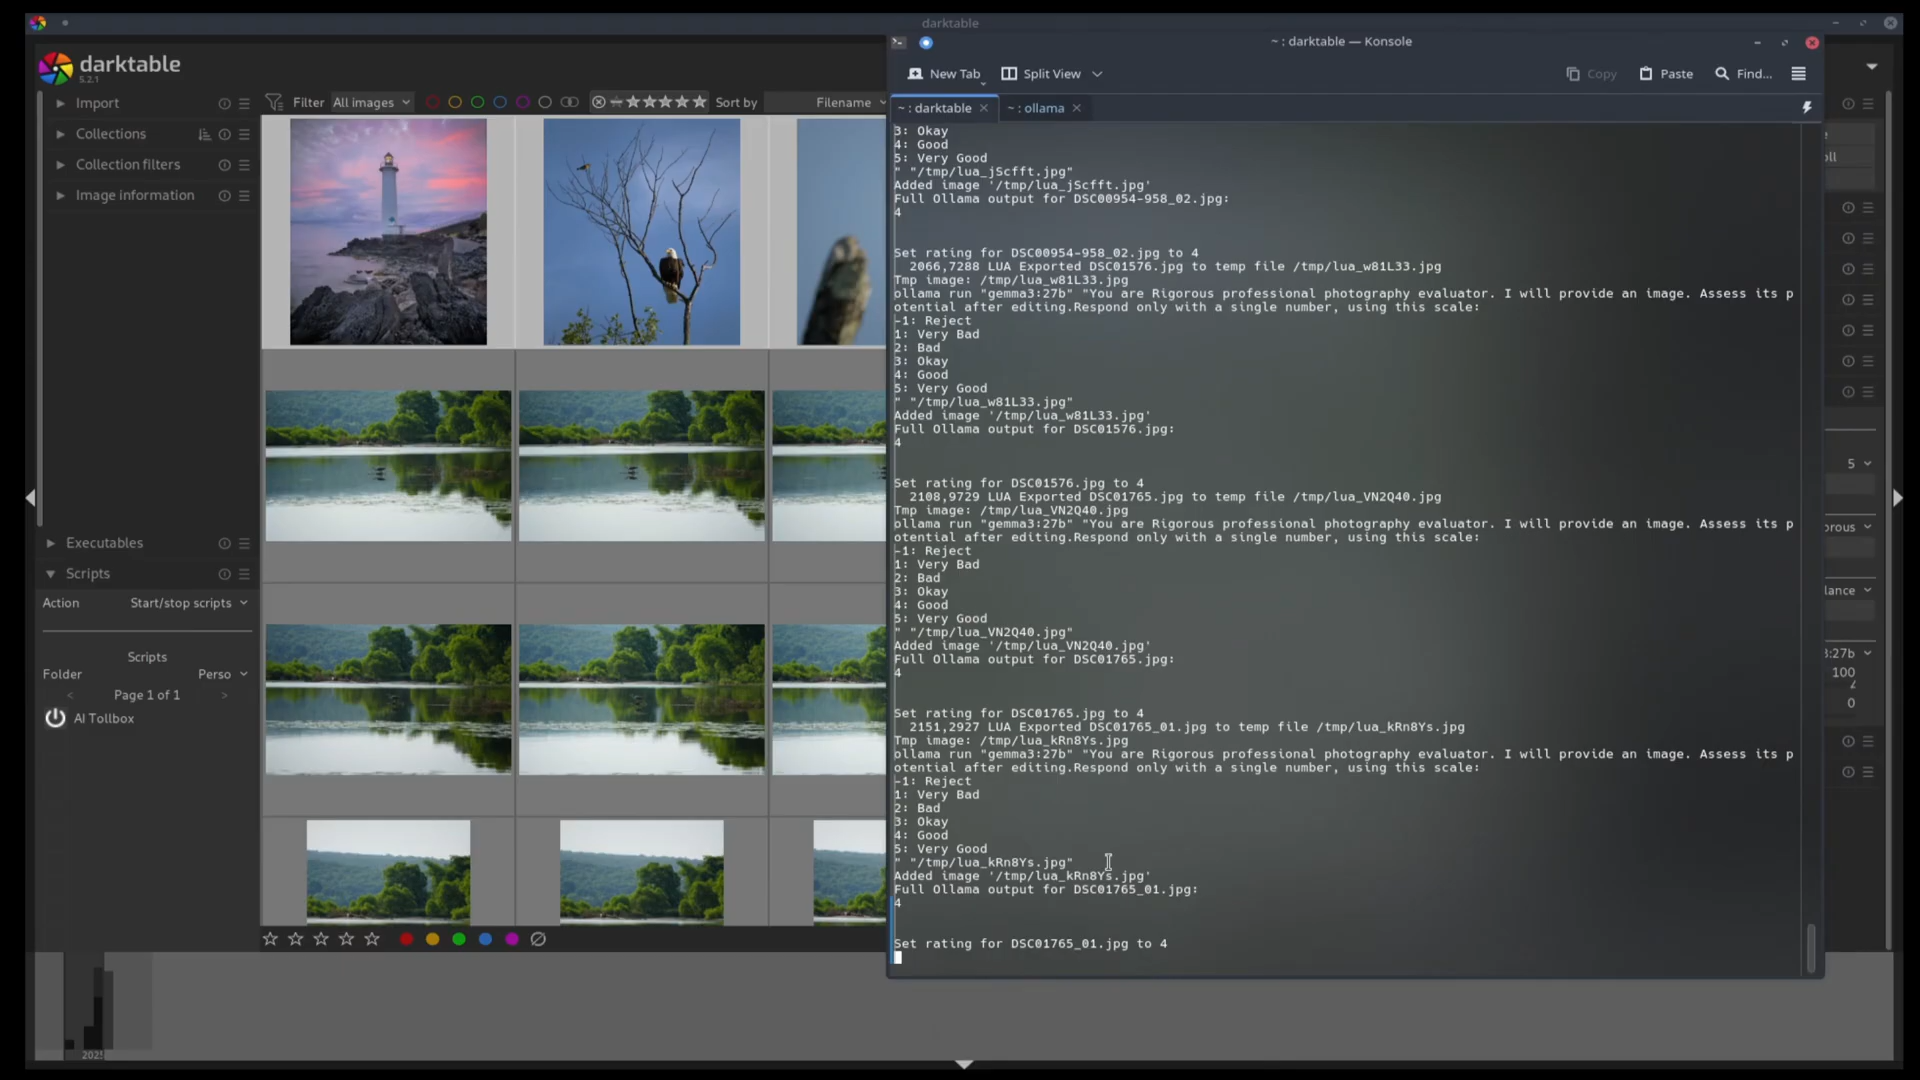 darktable
darktable
5.2.1
Import
Collections
Collection filters
Image information
Executables
Scripts
Action Start/stop scripts
Scripts
Folder Perso
< Page 1 of 1 >
AI Tollbox
Filter All images Sort by Filename
~ : darktable — Konsole
New Tab Split View Copy Paste Find...
~ : darktable ~ : ollama
3: Okay
4: Good
5: Very Good
" "/tmp/lua_jScfft.jpg"
Added image '/tmp/lua_jScfft.jpg'
Full Ollama output for DSC00954-958_02.jpg:
4
Set rating for DSC00954-958_02.jpg to 4
2066,7288 LUA Exported DSC01576.jpg to temp file /tmp/lua_w81L33.jpg
Tmp image: /tmp/lua_w81L33.jpg
ollama run "gemma3:27b" "You are Rigorous professional photography evaluator. I will provide an image. Assess its p
otential after editing.Respond only with a single number, using this scale:
-1: Reject
1: Very Bad
2: Bad
3: Okay
4: Good
5: Very Good
" "/tmp/lua_w81L33.jpg"
Added image '/tmp/lua_w81L33.jpg'
Full Ollama output for DSC01576.jpg:
4
Set rating for DSC01576.jpg to 4
2108,9729 LUA Exported DSC01765.jpg to temp file /tmp/lua_VN2Q40.jpg
Tmp image: /tmp/lua_VN2Q40.jpg
ollama run "gemma3:27b" "You are Rigorous professional photography evaluator. I will provide an image. Assess its p
otential after editing.Respond only with a single number, using this scale:
-1: Reject
1: Very Bad
2: Bad
3: Okay
4: Good
5: Very Good
" "/tmp/lua_VN2Q40.jpg"
Added image '/tmp/lua_VN2Q40.jpg'
Full Ollama output for DSC01765.jpg:
4
Set rating for DSC01765.jpg to 4
2151,2927 LUA Exported DSC01765_01.jpg to temp file /tmp/lua_kRn8Ys.jpg
Tmp image: /tmp/lua_kRn8Ys.jpg
ollama run "gemma3:27b" "You are Rigorous professional photography evaluator. I will provide an image. Assess its p
otential after editing.Respond only with a single number, using this scale:
-1: Reject
1: Very Bad
2: Bad
3: Okay
4: Good
5: Very Good
" "/tmp/lua_kRn8Ys.jpg"
Added image '/tmp/lua_kRn8Ys.jpg'
Full Ollama output for DSC01765_01.jpg:
4
Set rating for DSC01765_01.jpg to 4
5
orous
lance
3:27b
100
0